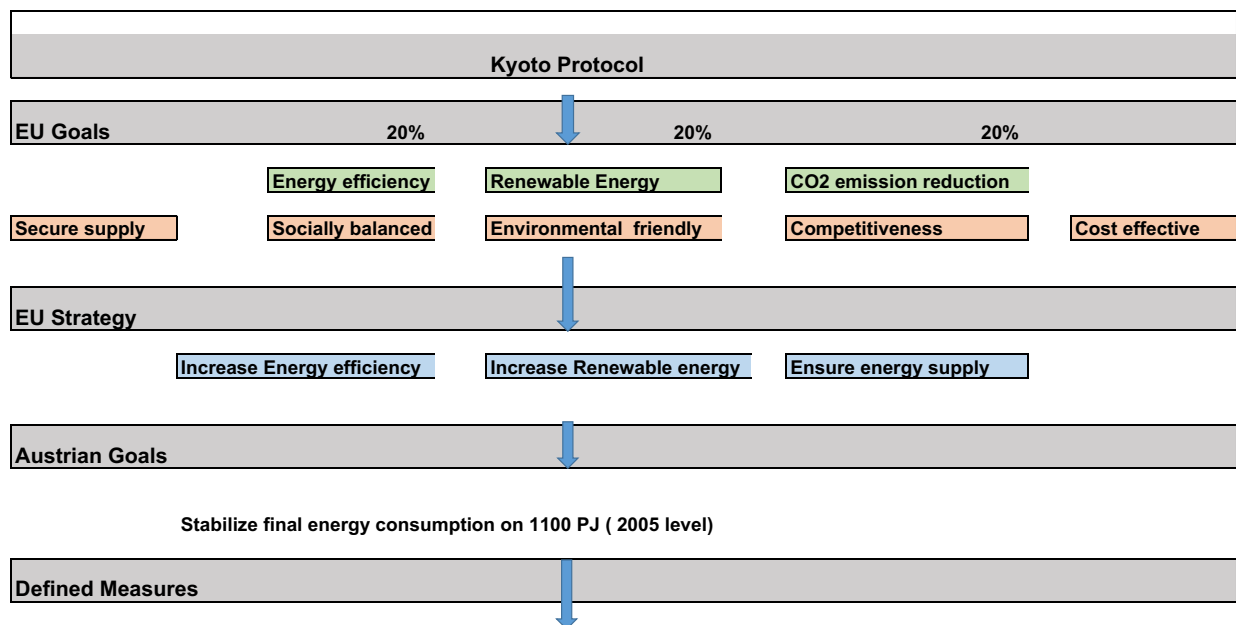 Kyoto Protocol
EU Goals 20% 20% 20%
Energy efficiency Renewable Energy CO2 emission reduction
Secure supply Socially balanced Environmental  friendly Competitiveness Cost effective
EU Strategy
Increase Energy efficiency Increase Renewable energy Ensure energy supply
Austrian Goals
Stabilize final energy consumption on 1100 PJ ( 2005 level)
Defined Measures